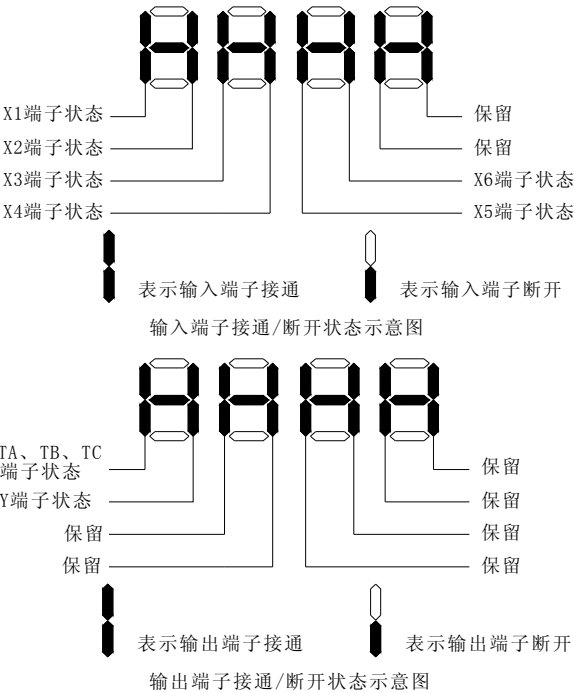 X1端子状态
保留
X2端子状态
保留
X3端子状态
X6端子状态
X4端子状态
X5端子状态
表示输入端子接通
表示输入端子断开
输入端子接通/断开状态示意图
TA、TB、TC
端子状态
保留
Y端子状态
保留
保留
保留
保留
保留
表示输出端子接通
表示输出端子断开
输出端子接通/断开状态示意图